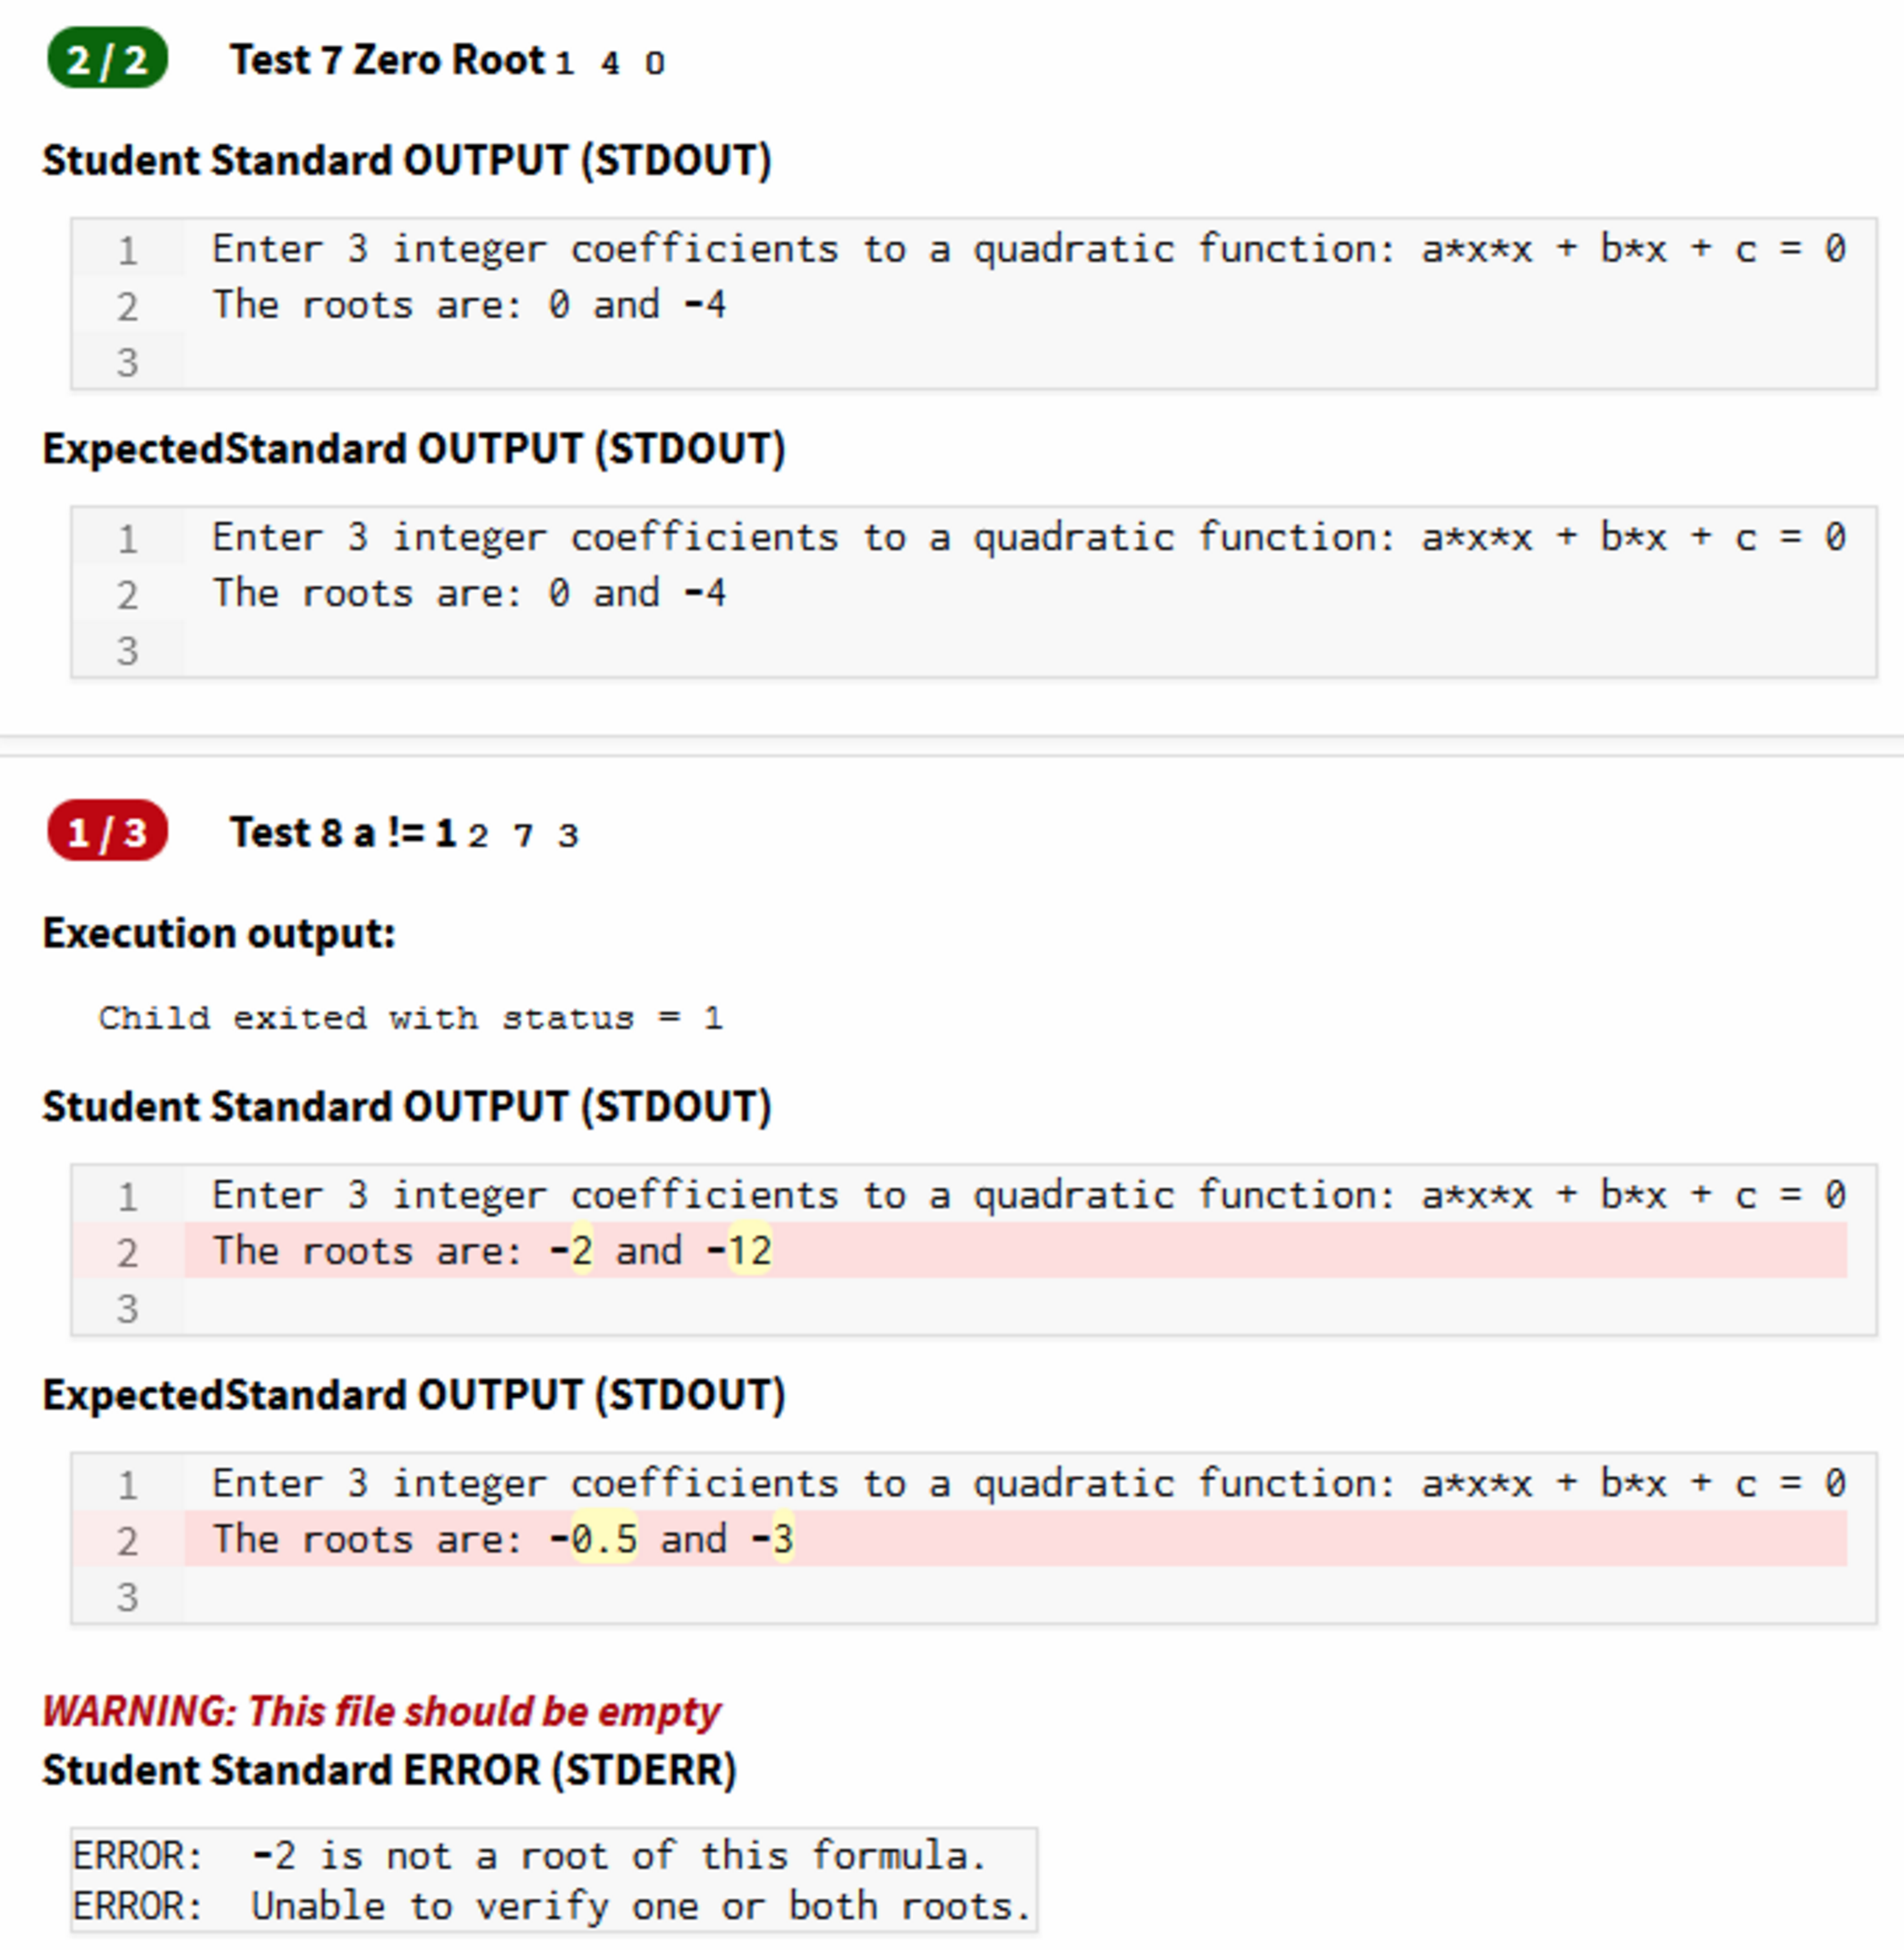 2 / 2 Test 7 Zero Root 1 4 0
Student Standard OUTPUT (STDOUT)
1 Enter 3 integer coefficients to a quadratic function: a*x*x + b*x + c = 0
2 The roots are: 0 and -4
3
ExpectedStandard OUTPUT (STDOUT)
1 Enter 3 integer coefficients to a quadratic function: a*x*x + b*x + c = 0
2 The roots are: 0 and -4
3
1 / 3 Test 8 a != 1 2 7 3
Execution output:
Child exited with status = 1
Student Standard OUTPUT (STDOUT)
1 Enter 3 integer coefficients to a quadratic function: a*x*x + b*x + c = 0
2 The roots are: -2 and -12
3
ExpectedStandard OUTPUT (STDOUT)
1 Enter 3 integer coefficients to a quadratic function: a*x*x + b*x + c = 0
2 The roots are: -0.5 and -3
3
WARNING: This file should be empty
Student Standard ERROR (STDERR)
ERROR:  -2 is not a root of this formula.
ERROR:  Unable to verify one or both roots.